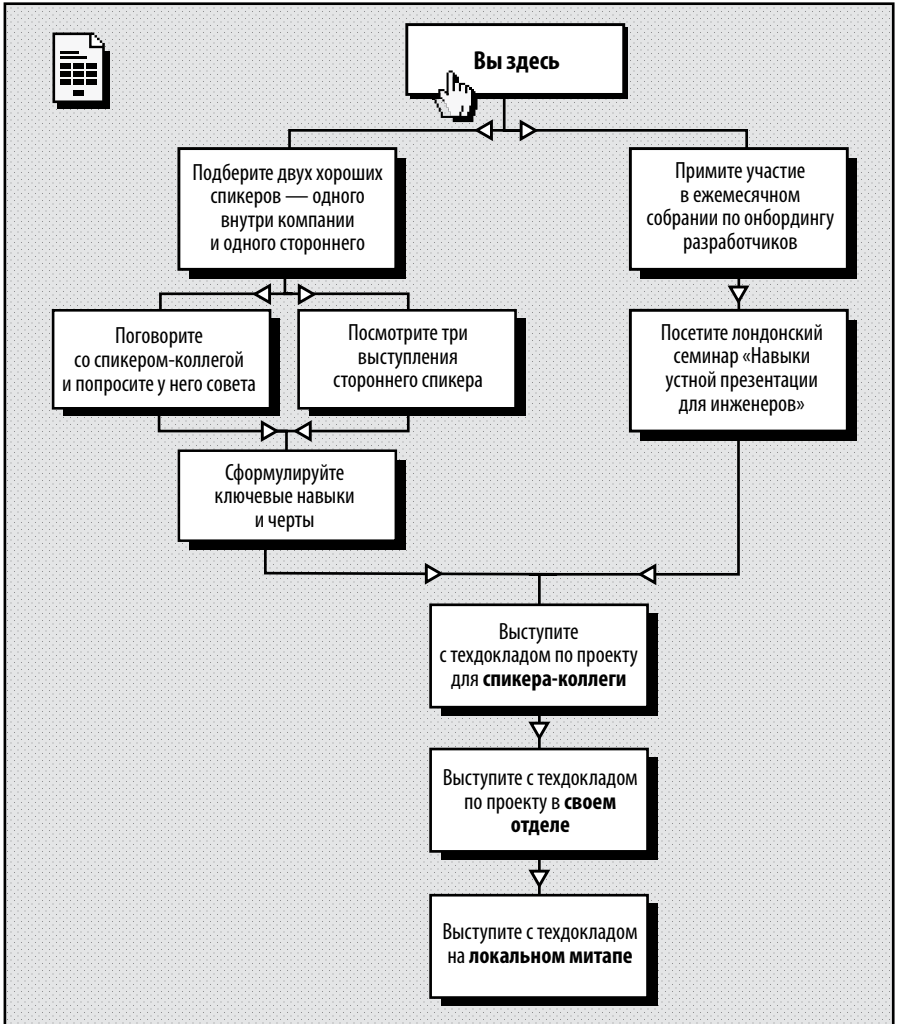 Вы здесь
Подберите двух хороших
спикеров — одного
внутри компании
и одного стороннего
Примите участие
в ежемесячном
собрании по онбордингу
разработчиков
Поговорите
со спикером-коллегой
и попросите у него совета
Посмотрите три
выступления
стороннего спикера
Посетите лондонский
семинар «Навыки
устной презентации
для инженеров»
Сформулируйте
ключевые навыки
и черты
Выступите
с техдокладом по проекту
для спикера-коллеги
Выступите с техдокладом
по проекту в своем
отделе
Выступите с техдокладом
на локальном митапе